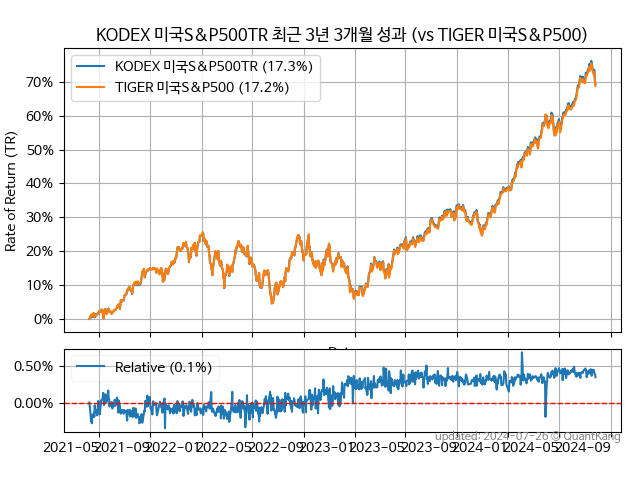 KODEX 미국S&P500TR 최근 3년 3개월 성과 (vs TIGER 미국S&P500)
KODEX 미국S&P500TR (17.3%)
TIGER 미국S&P500 (17.2%)
Rate of Return (TR)
70%
60%
50%
40%
30%
20%
10%
0%
Relative (0.1%)
0.50%
0.00%
updated: 2024-07-26 © QuantKang
2021-05 2021-09 2022-01 2022-05 2022-09 2023-01 2023-05 2023-09 2024-01 2024-05 2024-09